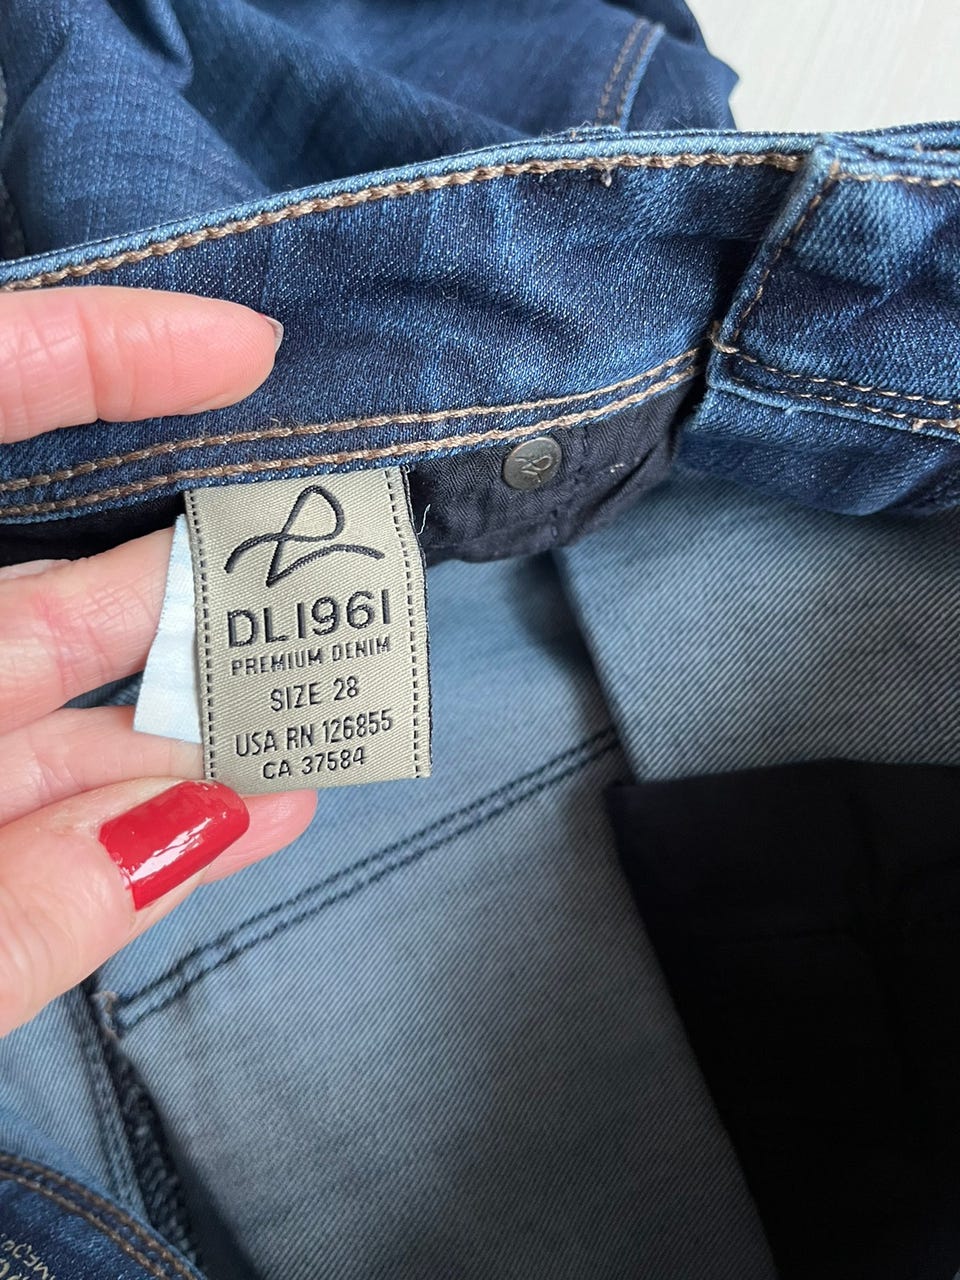 DL1961
PREMIUM DENIM
SIZE 28
USA RN 126855
CA 37584